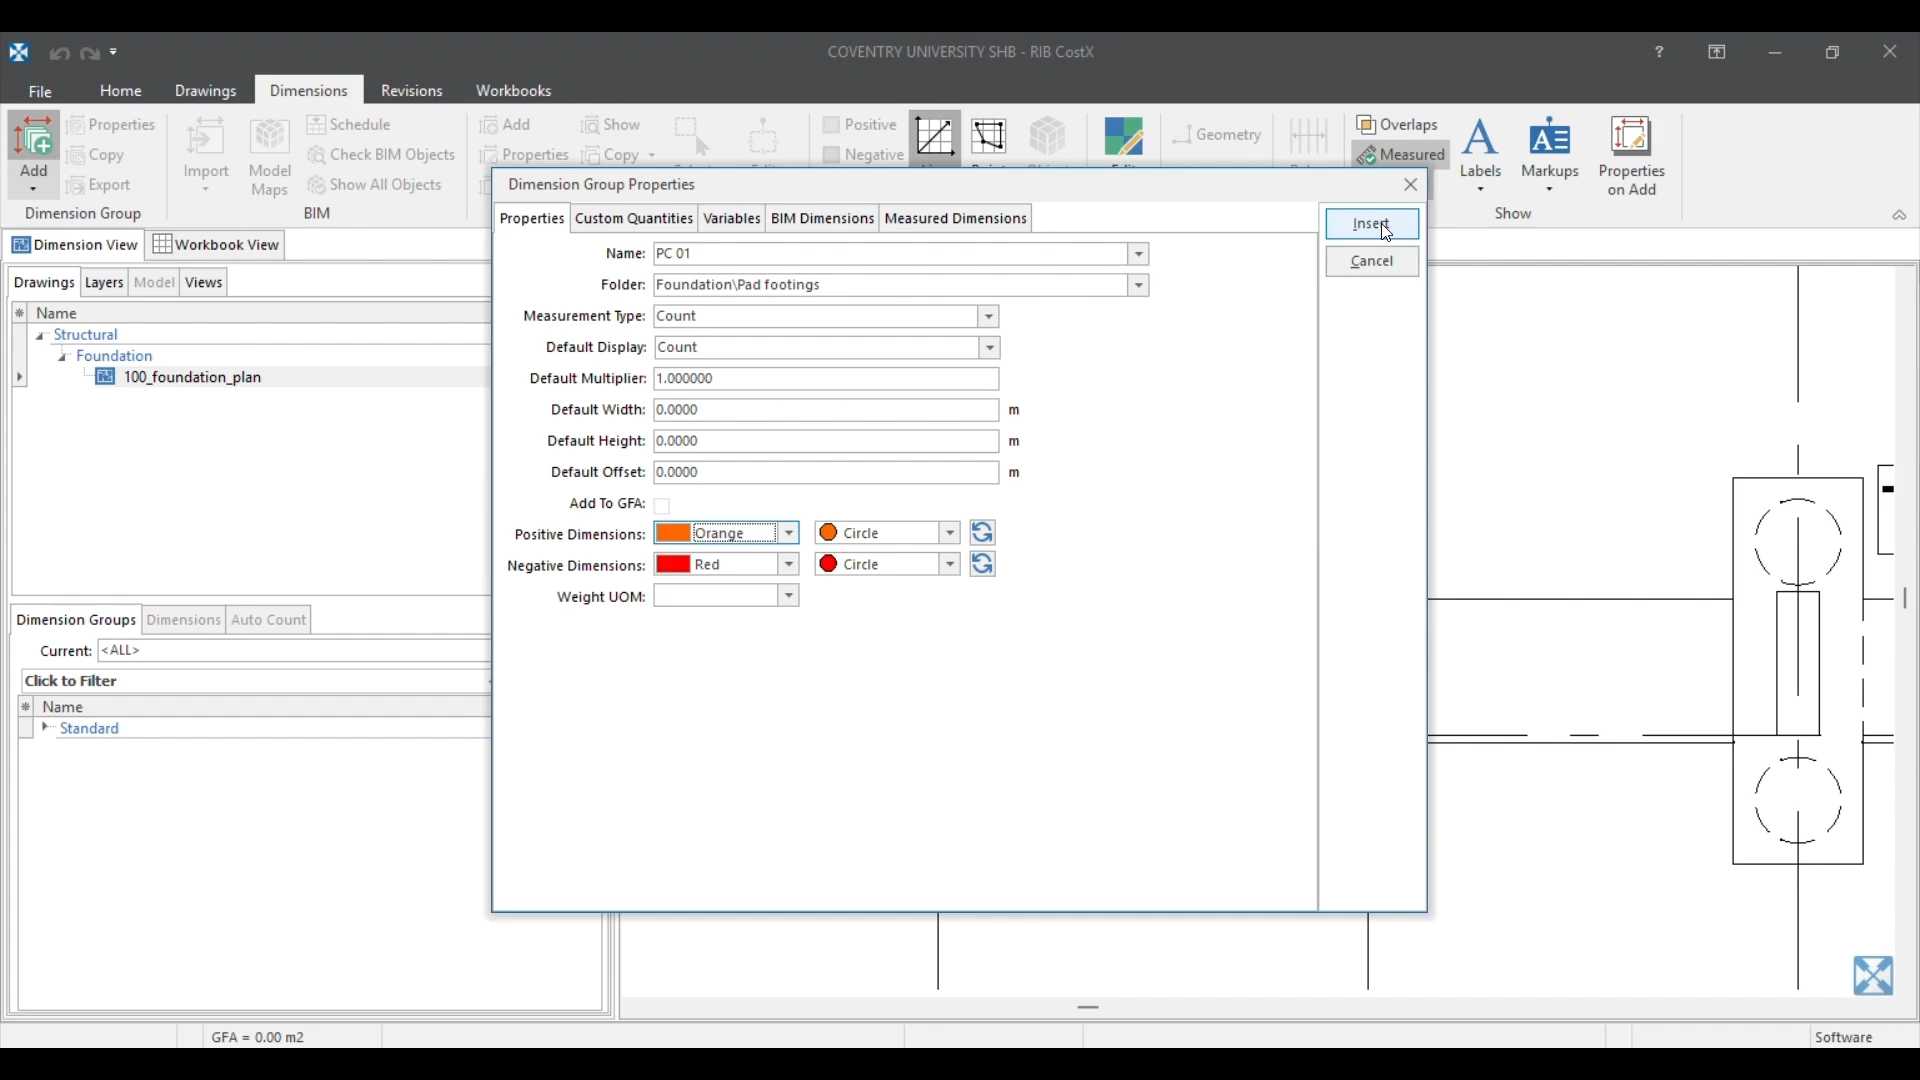 COVENTRY UNIVERSITY SHB - RIB CostX
?
File Home Drawings Dimensions Revisions Workbooks
Add
Properties
Copy
Export
Dimension Group
Import
Model Maps
Schedule
Check BIM Objects
Show All Objects
BIM
Add
Properties
Show
Copy
Positive
Negative
Geometry
Overlaps
Measured
Labels
Markups
Properties on Add
Show
Dimension View Workbook View
Drawings Layers Model Views
Name
Structural
Foundation
100_foundation_plan
Dimension Groups Dimensions Auto Count
Current: <ALL>
Click to Filter
Name
Standard
Dimension Group Properties
Properties Custom Quantities Variables BIM Dimensions Measured Dimensions
Name: PC 01
Folder: Foundation\Pad footings
Measurement Type: Count
Default Display: Count
Default Multiplier: 1.000000
Default Width: 0.0000 m
Default Height: 0.0000 m
Default Offset: 0.0000 m
Add To GFA:
Positive Dimensions: Orange Circle
Negative Dimensions: Red Circle
Weight UOM:
Insert
Cancel
GFA = 0.00 m2
Software